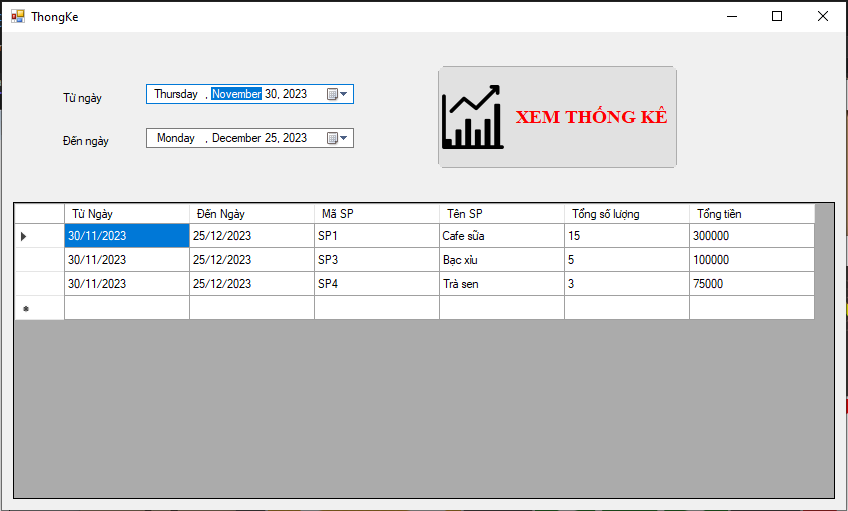 ThongKe
Từ ngày
Thursday , November 30, 2023
XEM THỐNG KÊ
Đến ngày
Monday , December 25, 2023
Từ Ngày Đến Ngày Mã SP Tên SP Tổng số lượng Tổng tiền
30/11/2023 25/12/2023 SP1 Cafe sữa 15 300000
30/11/2023 25/12/2023 SP3 Bạc xỉu 5 100000
30/11/2023 25/12/2023 SP4 Trà sen 3 75000